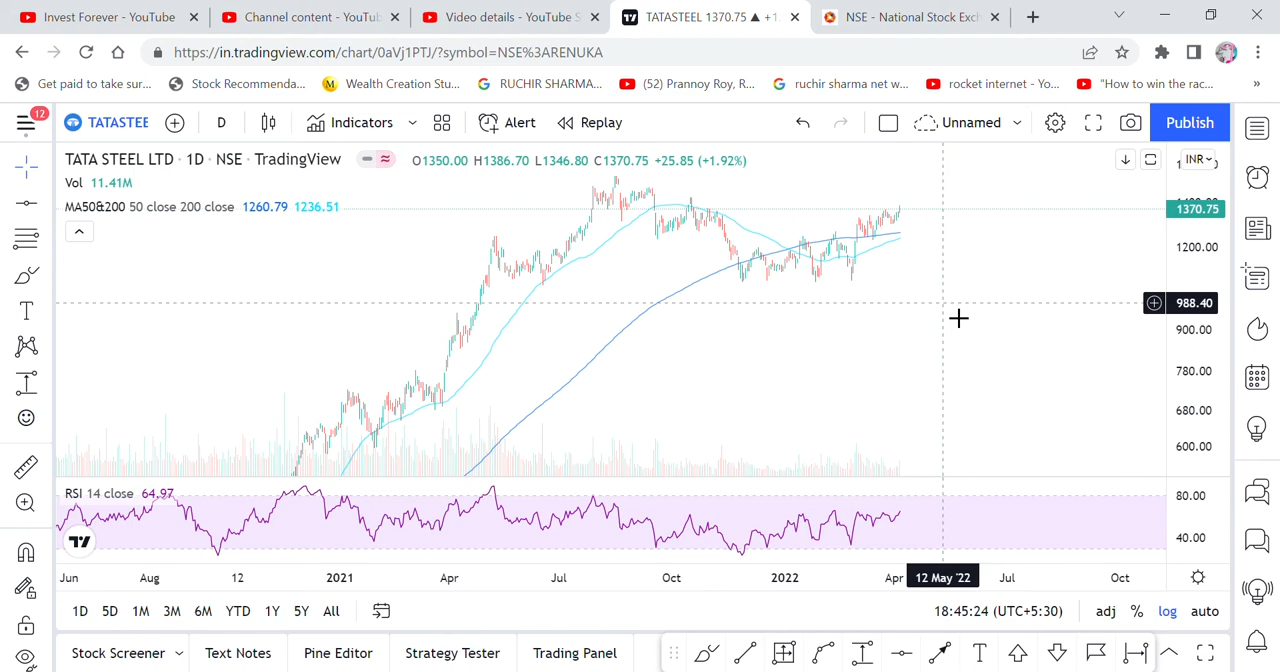 Invest Forever - YouTube
Channel content - YouTub
Video details - YouTube S
TATASTEEL 1370.75 ▲ +1.
NSE - National Stock Exch
https://in.tradingview.com/chart/0aVj1PTJ/?symbol=NSE%3ARENUKA
Get paid to take sur...
Stock Recommenda...
Wealth Creation Stu...
RUCHIR SHARMA...
(52) Prannoy Roy, R...
ruchir sharma net w...
rocket internet - Yo...
"How to win the rac...
»
12
TATASTEE
D
Indicators
Alert
Replay
Unnamed
Publish
TATA STEEL LTD · 1D · NSE · TradingView
O1350.00 H1386.70 L1346.80 C1370.75 +25.85 (+1.92%)
INR
Vol 11.41M
MA50&200 50 close 200 close 1260.79 1236.51
1370.75
1200.00
988.40
900.00
780.00
680.00
600.00
RSI 14 close 64.97
80.00
40.00
Jun Aug 12 2021 Apr Jul Oct 2022 Apr 12 May '22 Jul Oct
1D 5D 1M 3M 6M YTD 1Y 5Y All
18:45:24 (UTC+5:30) adj % log auto
Stock Screener Text Notes Pine Editor Strategy Tester Trading Panel